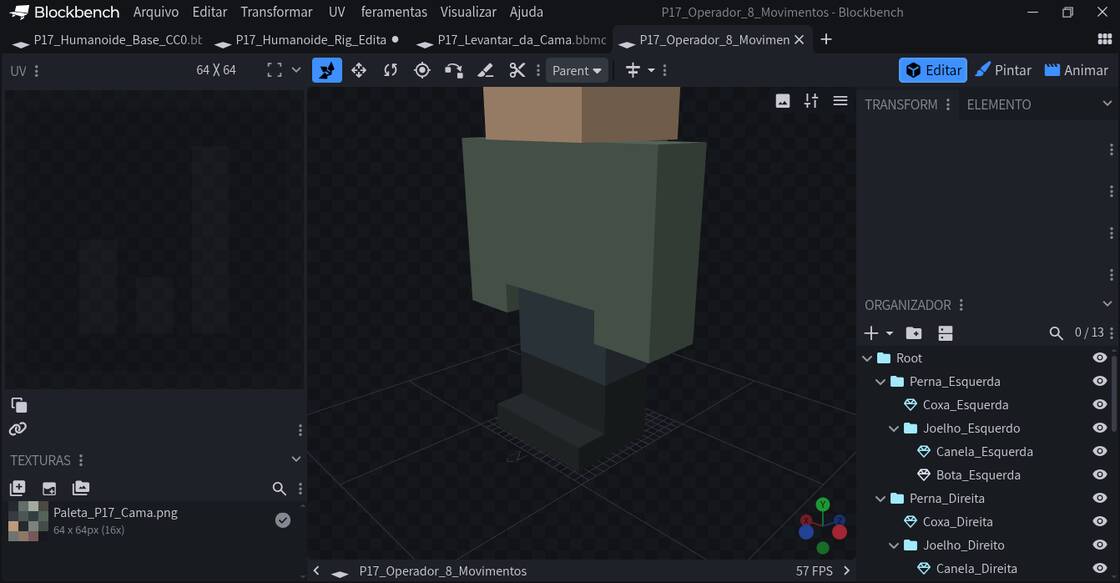 Blockbench Arquivo Editar Transformar UV feramentas Visualizar Ajuda P17_Operador_8_Movimentos - Blockbench
P17_Humanoide_Base_CC0.bb P17_Humanoide_Rig_Edita P17_Levantar_da_Cama.bbmo P17_Operador_8_Movimen
UV 64 X 64 Parent Editar Pintar Animar
TRANSFORM ELEMENTO
ORGANIZADOR
0 / 13
Root
Perna_Esquerda
Coxa_Esquerda
Joelho_Esquerdo
Canela_Esquerda
Bota_Esquerda
Perna_Direita
Coxa_Direita
Joelho_Direito
Canela_Direita
TEXTURAS
Paleta_P17_Cama.png
64 x 64px (16x)
Y
X
Z
P17_Operador_8_Movimentos 57 FPS